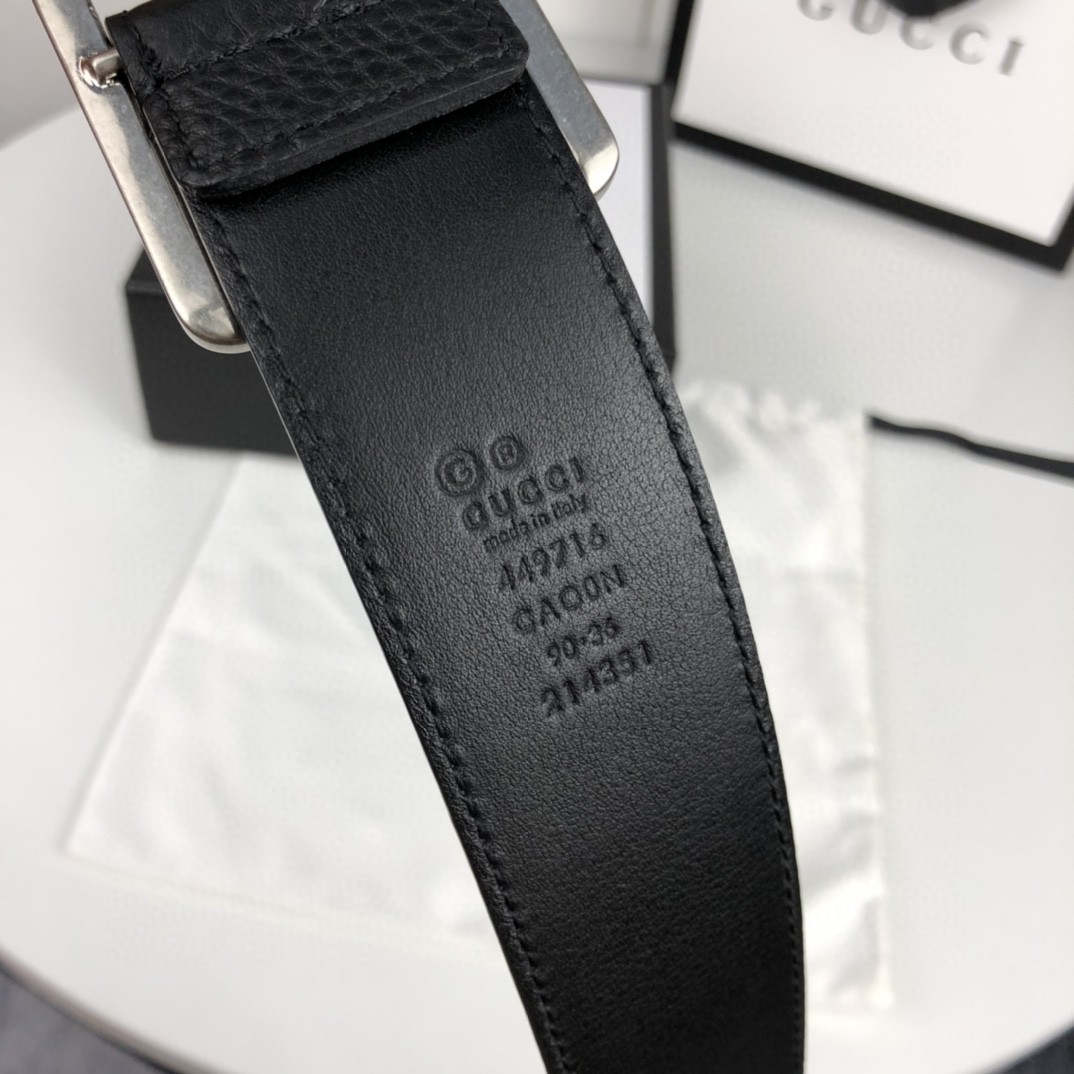 GUCCI
G ®
GUCCI
made in Italy
449716
CAO0N
90·36
214351